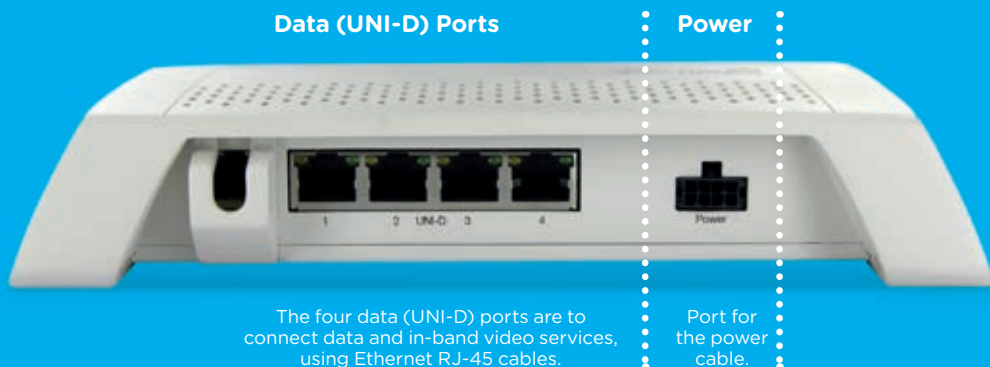 Data (UNI-D) Ports
Power
1 2 UNI-D 3 4
Power
The four data (UNI-D) ports are to
connect data and in-band video services,
using Ethernet RJ-45 cables.
Port for
the power
cable.